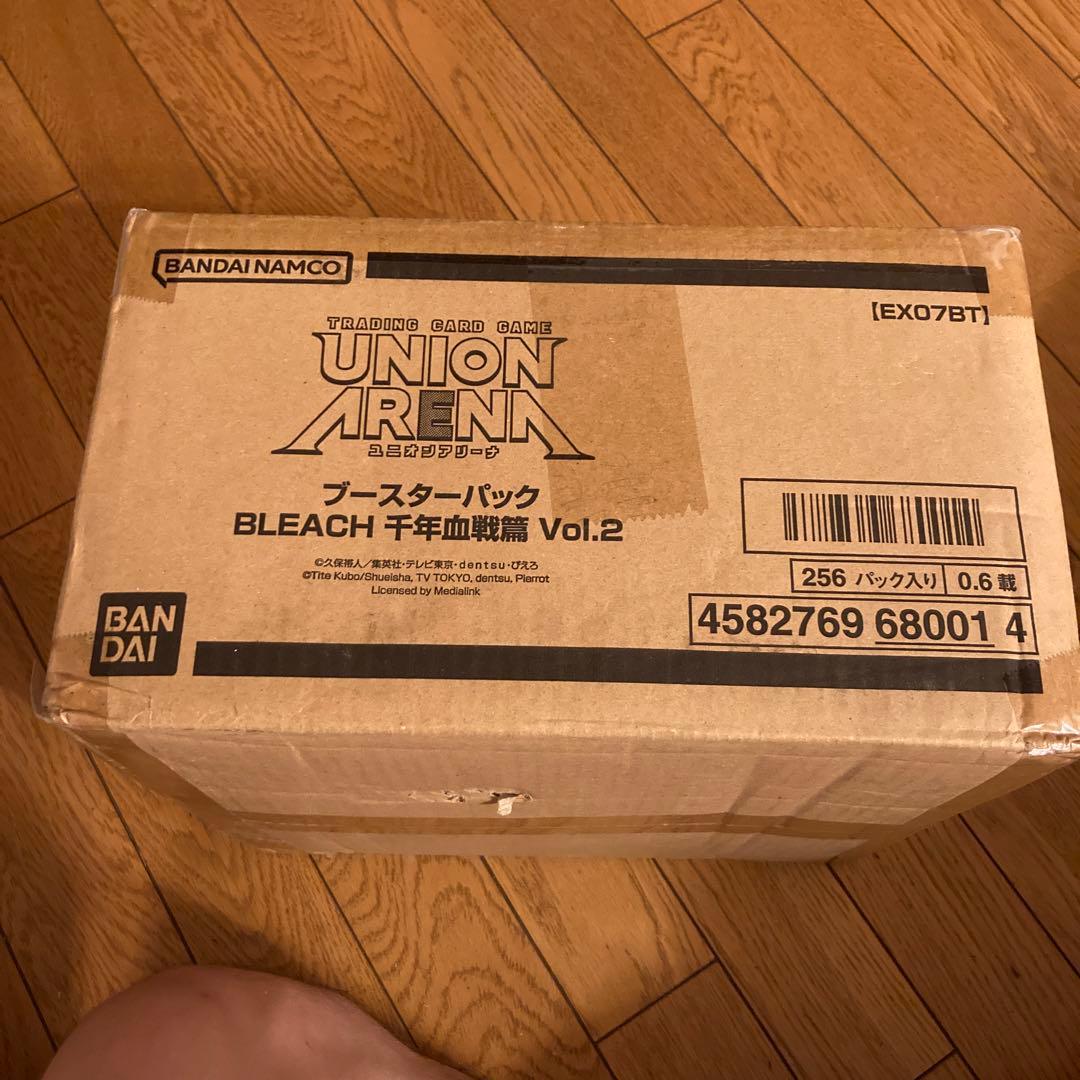 BANDAI NAMCO
【EX07BT】
TRADING CARD GAME
UNION
ARENA
ユニオンアリーナ
ブースターパック
BLEACH 千年血戦篇 Vol.2
©久保帯人／集英社・テレビ東京・dentsu・ぴえろ
©Tite Kubo/Shueisha, TV TOKYO, dentsu, Pierrot
Licensed by Medialink
256 パック入り 0.6 載
4582769 68001 4
BAN
DAI